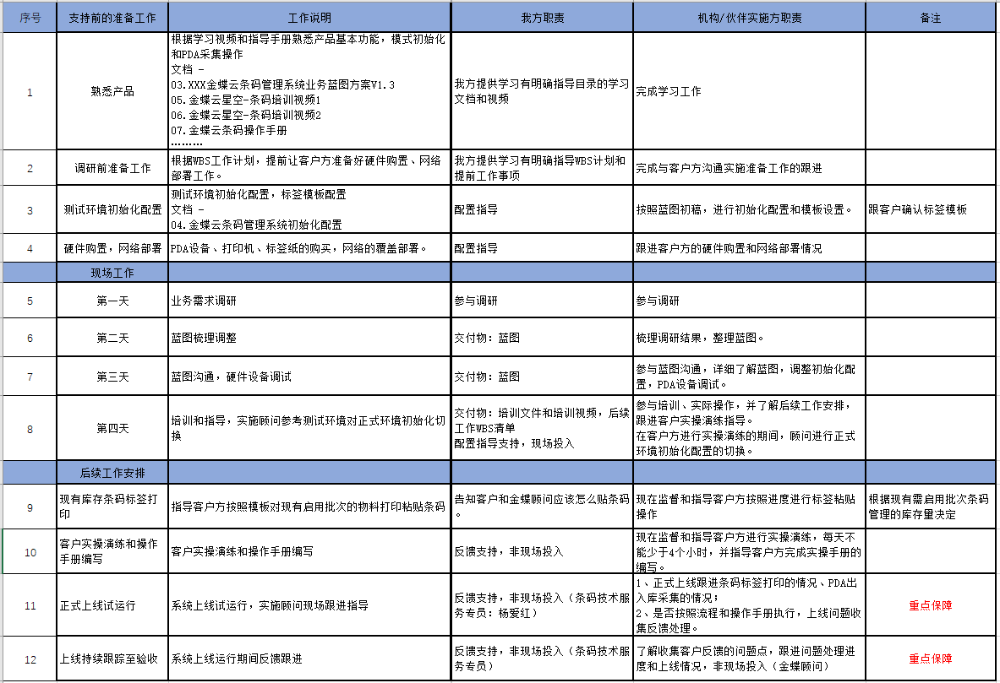 序号 支持前的准备工作 工作说明 我方职责 机构/伙伴实施方职责 备注
1
熟悉产品
根据学习视频和指导手册熟悉产品基本功能，模式初始化
和PDA采集操作
文档 -
03.XXX金蝶云条码管理系统业务蓝图方案V1.3
05.金蝶云星空-条码培训视频1
06.金蝶云星空-条码培训视频2
07.金蝶云条码操作手册
………
我方提供学习有明确指导目录的学习
文档和视频
完成学习工作
2
调研前准备工作
根据WBS工作计划，提前让客户方准备好硬件购置、网络
部署工作。
我方提供学习有明确指导WBS计划和
提前工作事项
完成与客户方沟通实施准备工作的跟进
3
测试环境初始化配置
测试环境初始化配置，标签模板配置
文档 -
04.金蝶云条码管理系统初始化配置
配置指导
按照蓝图初稿，进行初始化配置和模板设置。
跟客户确认标签模板
4
硬件购置，网络部署
PDA设备、打印机、标签纸的购买，网络的覆盖部署。
配置指导
跟进客户方的硬件购置和网络部署情况
现场工作
5
第一天
业务需求调研
参与调研
参与调研
6
第二天
蓝图梳理调整
交付物：蓝图
梳理调研结果，整理蓝图。
7
第三天
蓝图沟通，硬件设备调试
交付物：蓝图
参与蓝图沟通，详细了解蓝图，调整初始化配
置，PDA设备调试。
8
第四天
培训和指导，实施顾问参考测试环境对正式环境初始化切
换
交付物：培训文件和培训视频，后续
工作WBS清单
配置指导支持，现场投入
参与培训、实际操作，并了解后续工作安排，
跟进客户实操演练指导。
在客户方进行实操演练的期间，顾问进行正式
环境初始化配置的切换。
后续工作安排
9
现有库存条码标签打
印
指导客户方按照模板对现有启用批次的物料打印粘贴条码
告知客户和金蝶顾问应该怎么贴条码
。
现在监督和指导客户方按照进度进行标签粘贴
操作
根据现有需启用批次条码
管理的库存量决定
10
客户实操演练和操作
手册编写
客户实操演练和操作手册编写
反馈支持，非现场投入
现在监督和指导客户方进行实操演练，每天不
能少于4个小时，并指导客户方完成实操手册的
编写。
11
正式上线试运行
系统上线试运行，实施顾问现场跟进指导
反馈支持，非现场投入（条码技术服
务专员：杨爱红）
1、正式上线跟进条码标签打印的情况、PDA出
入库采集的情况；
2、是否按照流程和操作手册执行，上线问题收
集反馈处理。
重点保障
12
上线持续跟踪至验收
系统上线运行期间反馈跟进
反馈支持，非现场投入（条码技术服
务专员）
了解收集客户反馈的问题点，跟进问题处理进
度和上线情况，非现场投入（金蝶顾问）
重点保障